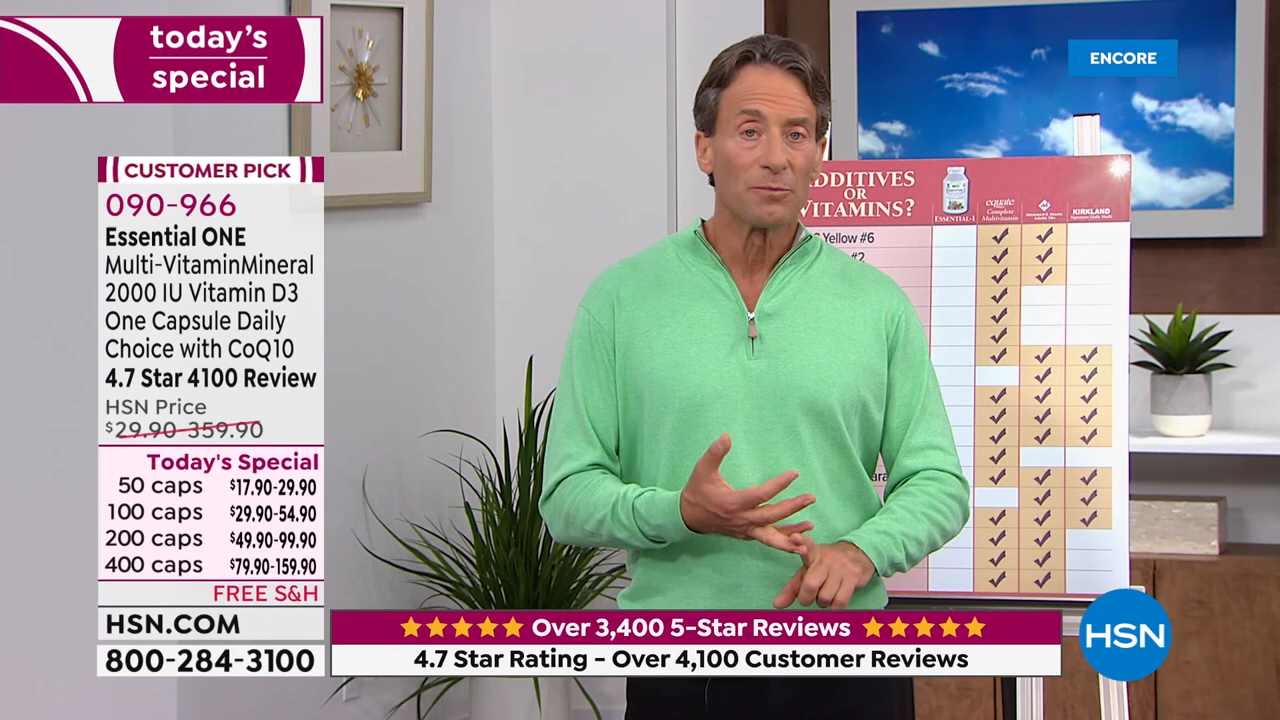 today's
special
ENCORE
CUSTOMER PICK
090-966
Essential ONE
Multi-VitaminMineral
2000 IU Vitamin D3
One Capsule Daily
Choice with CoQ10
4.7 Star 4100 Review
HSN Price
$29.90-359.90
Today's Special
50 caps $17.90-29.90
100 caps $29.90-54.90
200 caps $49.90-99.90
400 caps $79.90-159.90
FREE S&H
HSN.COM
800-284-3100
DDITIVES
OR
VITAMINS?
ESSENTIAL-1
equate
Complete
Multivitamin
KIRKLAND
Yellow #6
#2
Over 3,400 5-Star Reviews
4.7 Star Rating - Over 4,100 Customer Reviews
HSN